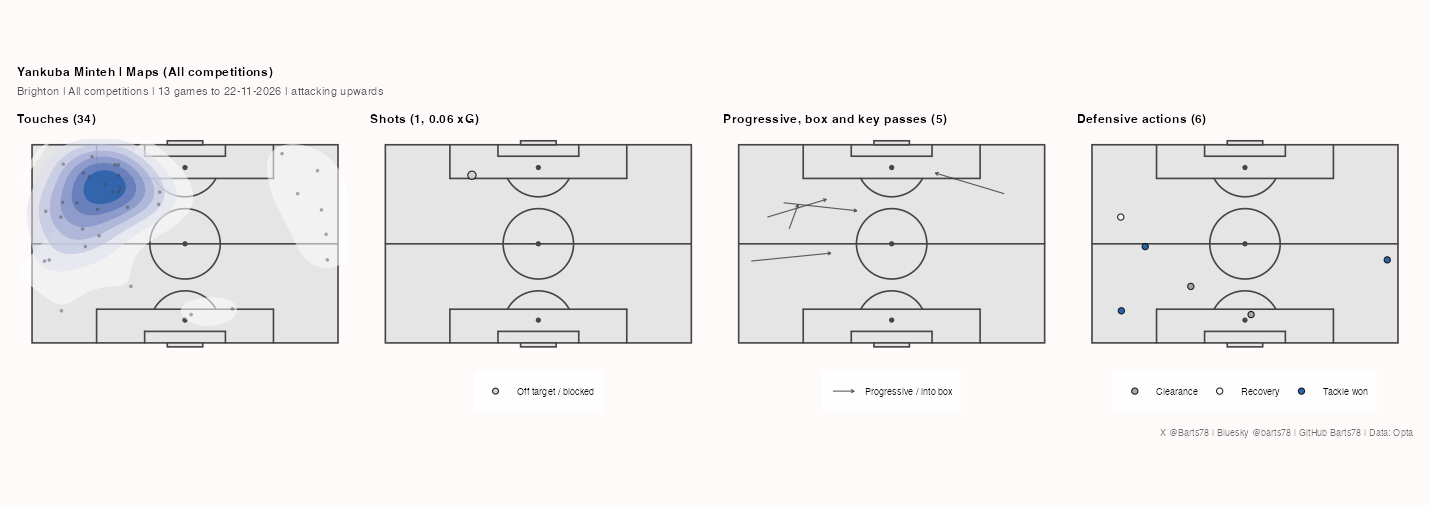 Yankuba Minteh | Maps (All competitions)
Brighton | All competitions | 13 games to 22-11-2026 | attacking upwards
Touches (34)
Shots (1, 0.06 xG)
Progressive, box and key passes (5)
Defensive actions (6)
Off target / blocked
Progressive / into box
Clearance
Recovery
Tackle won
X @Barts78 | Bluesky @barts78 | GitHub Barts78 | Data: Opta